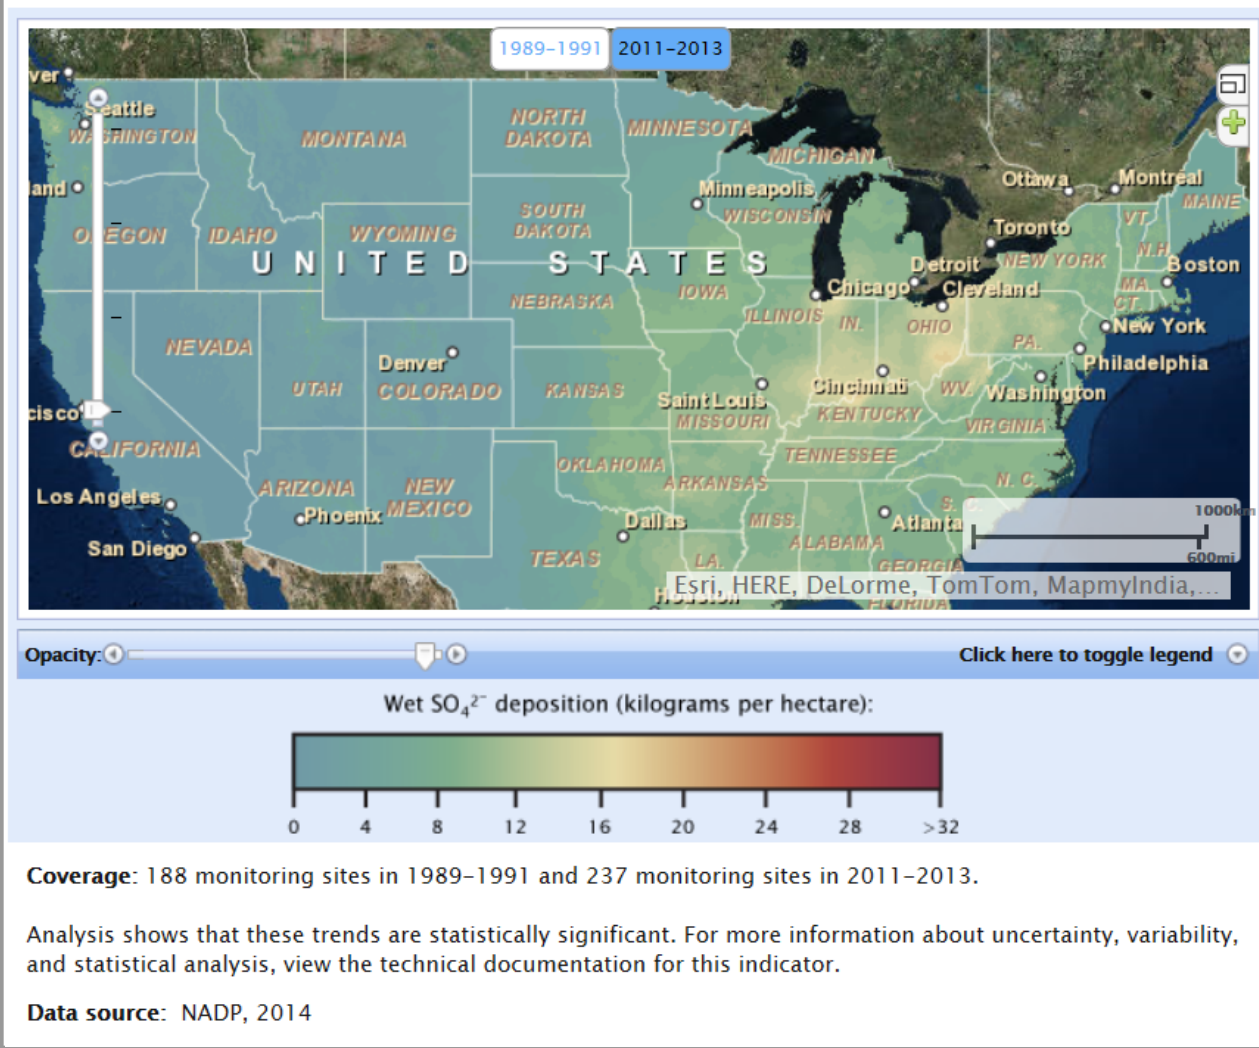 1989-1991 2011-2013
ver
Seattle
WASHINGTON
MONTANA
NORTH DAKOTA
MINNESOTA
MICHIGAN
Ottawa
Montréal
land
Minneapolis
MAINE
OREGON
IDAHO
WYOMING
SOUTH DAKOTA
WISCONSIN
VT.
Toronto
UNITED STATES
N.H.
NEW YORK
Boston
Detroit
NEBRASKA
IOWA
Chicago
Cleveland
MA.
CT.
ILLINOIS
IN.
OHIO
PA.
New York
NEVADA
Denver
Philadelphia
UTAH
COLORADO
KANSAS
Saint Louis
Cincinnati
WV.
Washington
cisco
MISSOURI
KENTUCKY
VIRGINIA
CALIFORNIA
OKLAHOMA
TENNESSEE
Los Angeles
ARIZONA
NEW MEXICO
ARKANSAS
N. C.
S. C.
Phoenix
Dallas
MISS.
Atlanta
1000km
San Diego
TEXAS
LA.
ALABAMA
GEORGIA
600mi
Houston
Esri, HERE, DeLorme, TomTom, MapmyIndia,...
FLORIDA
Opacity:
Click here to toggle legend
Wet SO₄²⁻ deposition (kilograms per hectare):
0 4 8 12 16 20 24 28 >32
Coverage: 188 monitoring sites in 1989-1991 and 237 monitoring sites in 2011-2013.
Analysis shows that these trends are statistically significant. For more information about uncertainty, variability,
and statistical analysis, view the technical documentation for this indicator.
Data source: NADP, 2014